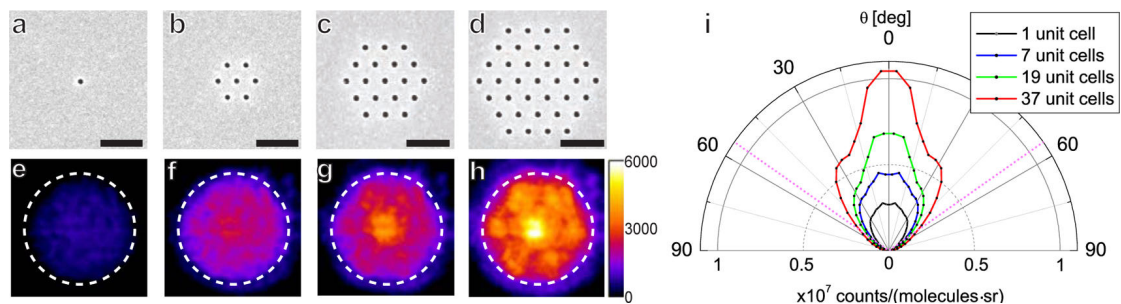 a
b
c
d
e
f
g
h
6000
3000
0
i
θ [deg]
0
30
30
60
60
90
90
1
0.5
0
0.5
1
x10⁷ counts/(molecules·sr)
1 unit cell
7 unit cells
19 unit cells
37 unit cells